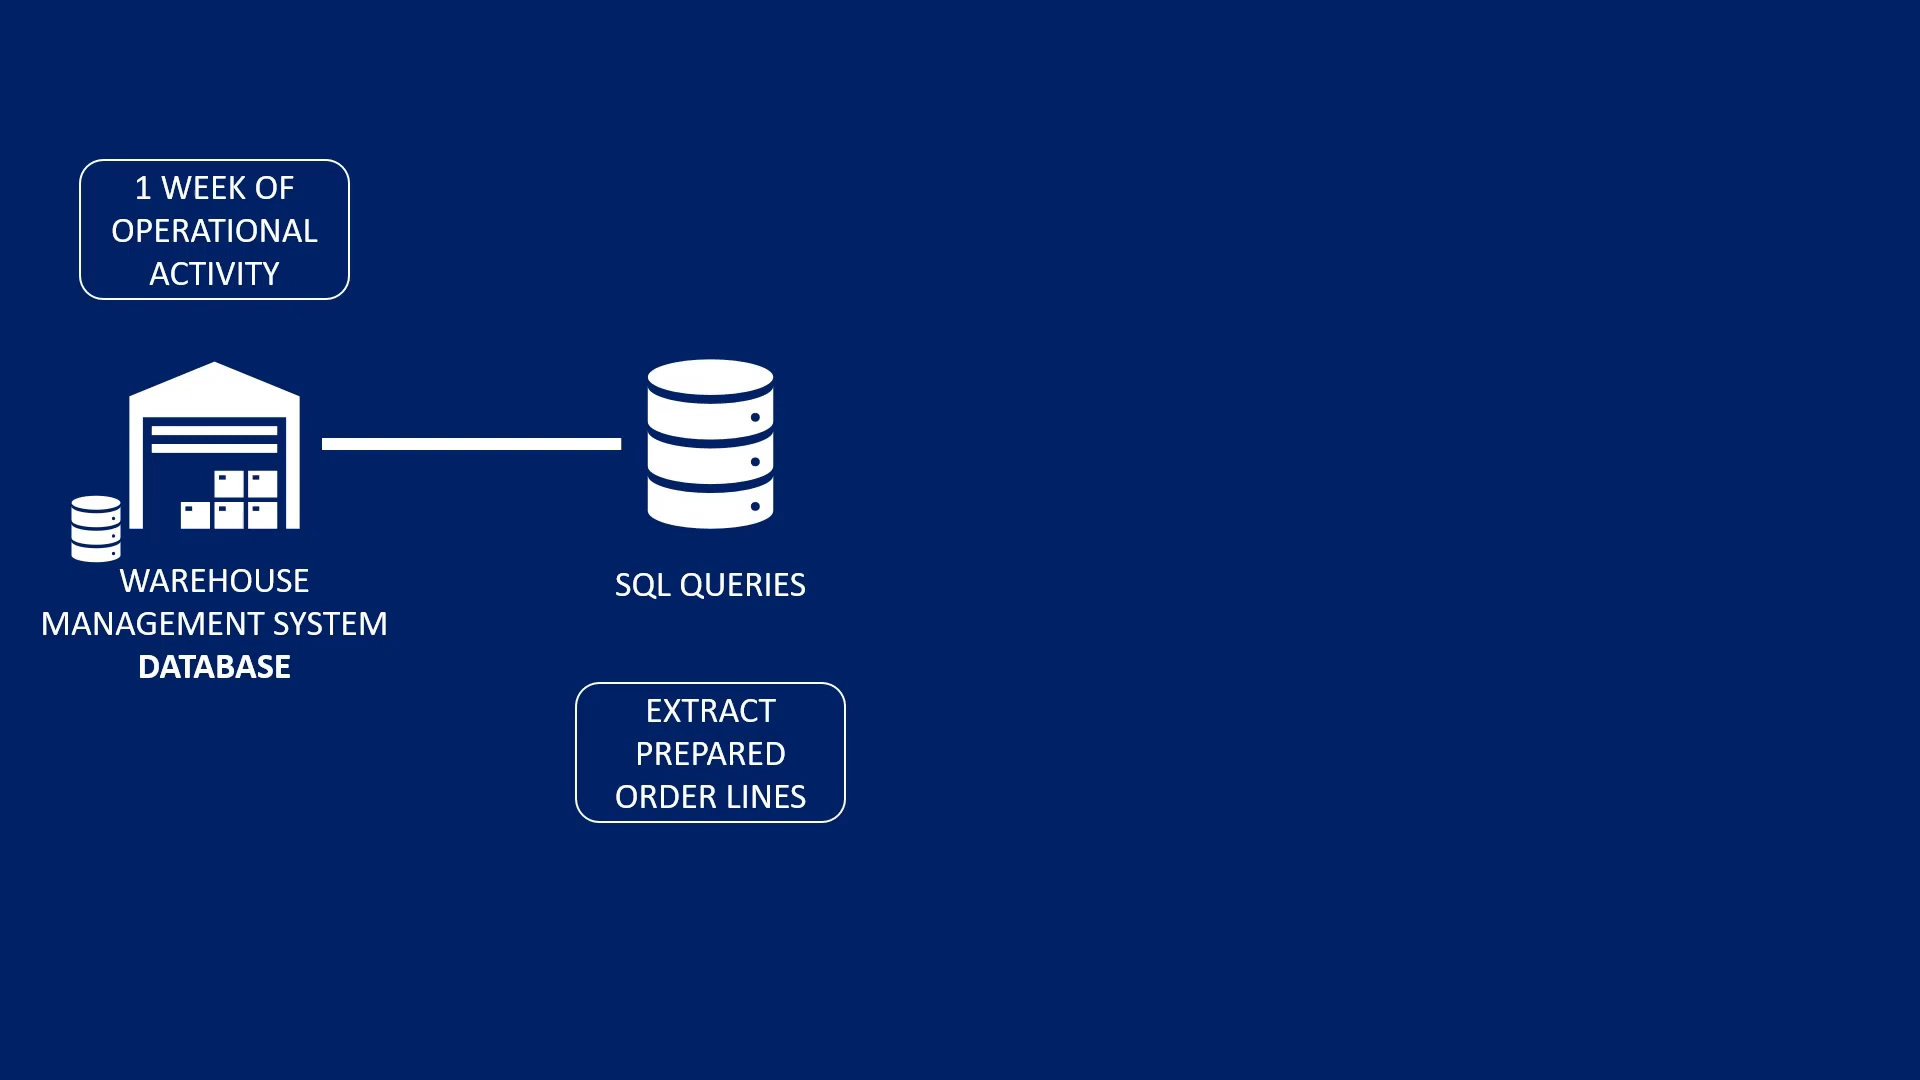 1 WEEK OF
OPERATIONAL
ACTIVITY
WAREHOUSE
MANAGEMENT SYSTEM
DATABASE
SQL QUERIES
EXTRACT
PREPARED
ORDER LINES